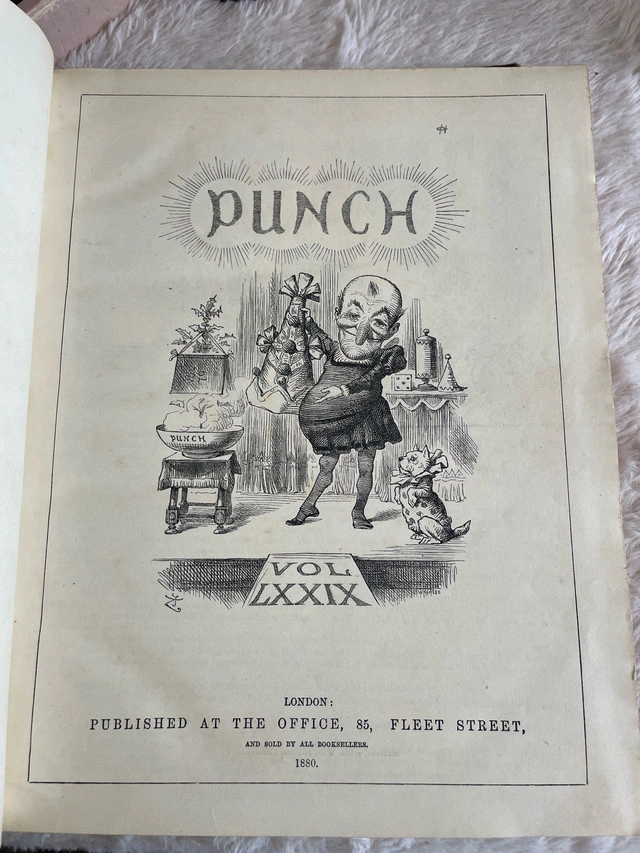 PUNCH
PUNCH
VOL
LXXIX
LONDON:
PUBLISHED AT THE OFFICE, 85, FLEET STREET,
AND SOLD BY ALL BOOKSELLERS.
1880.